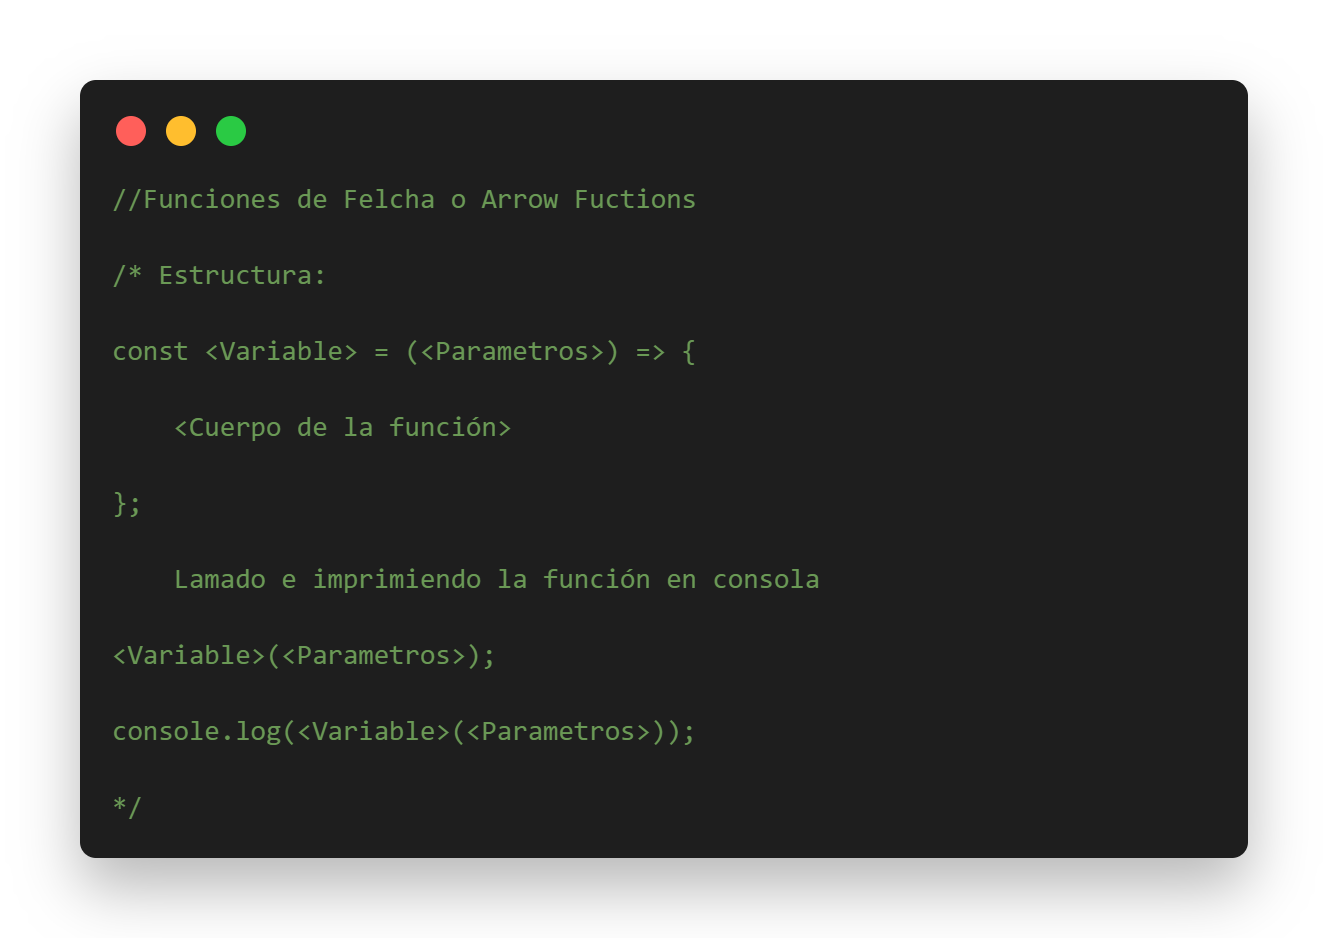 //Funciones de Felcha o Arrow Fuctions
/* Estructura:
const <Variable> = (<Parametros>) => {
    <Cuerpo de la función>
};
    Lamado e imprimiendo la función en consola
<Variable>(<Parametros>);
console.log(<Variable>(<Parametros>));
*/